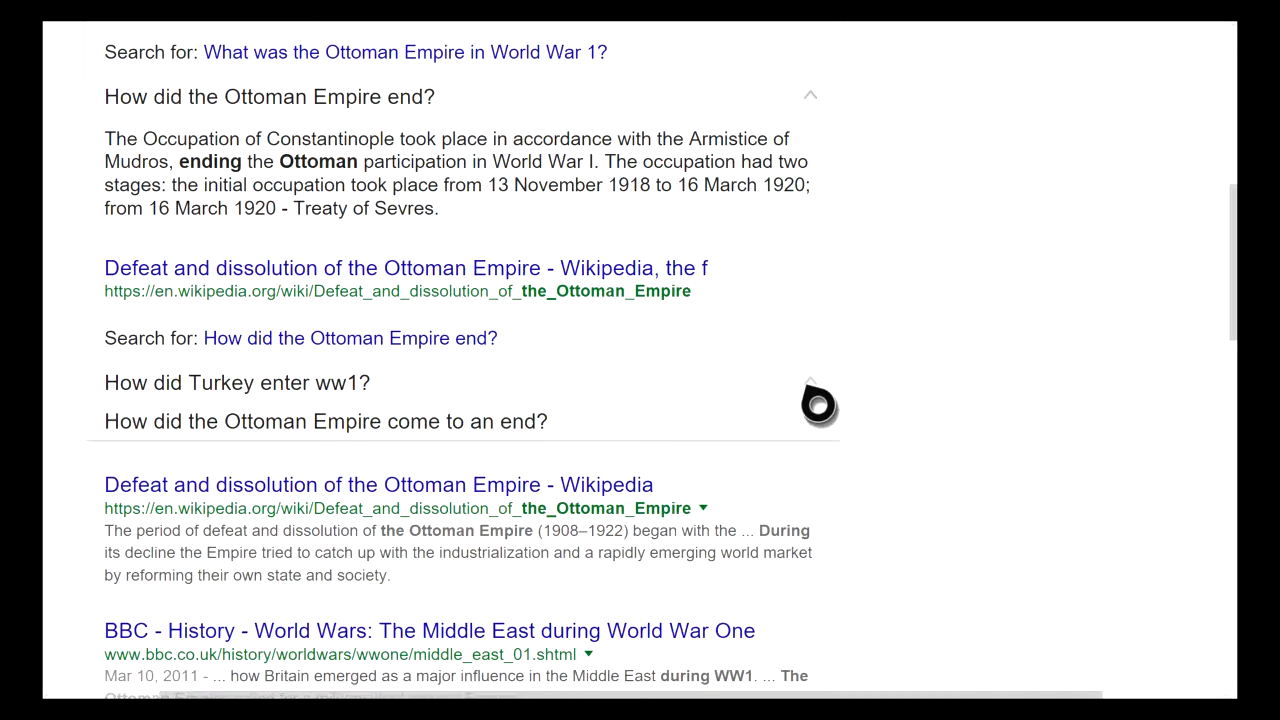 Search for: What was the Ottoman Empire in World War 1?
How did the Ottoman Empire end?
The Occupation of Constantinople took place in accordance with the Armistice of
Mudros, ending the Ottoman participation in World War I. The occupation had two
stages: the initial occupation took place from 13 November 1918 to 16 March 1920;
from 16 March 1920 - Treaty of Sevres.
Defeat and dissolution of the Ottoman Empire - Wikipedia, the f
https://en.wikipedia.org/wiki/Defeat_and_dissolution_of_the_Ottoman_Empire
Search for: How did the Ottoman Empire end?
How did Turkey enter ww1?
How did the Ottoman Empire come to an end?
Defeat and dissolution of the Ottoman Empire - Wikipedia
https://en.wikipedia.org/wiki/Defeat_and_dissolution_of_the_Ottoman_Empire
The period of defeat and dissolution of the Ottoman Empire (1908–1922) began with the ... During
its decline the Empire tried to catch up with the industrialization and a rapidly emerging world market
by reforming their own state and society.
BBC - History - World Wars: The Middle East during World War One
www.bbc.co.uk/history/worldwars/wwone/middle_east_01.shtml
Mar 10, 2011 - ... how Britain emerged as a major influence in the Middle East during WW1. ... The